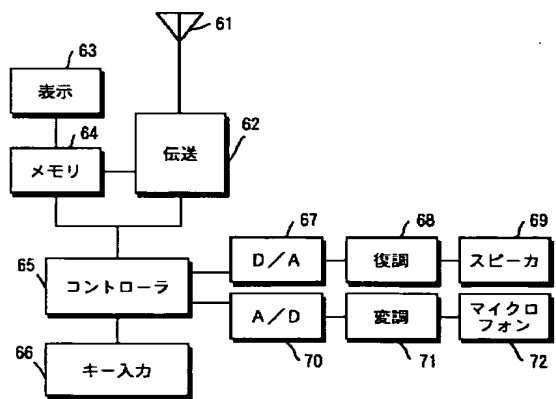 61
63
表示
62
伝送
64
メモリ
67
D/A
68
復調
69
スピーカ
65
コントローラ
A/D
70
変調
71
マイクロ
フォン
72
66
キー入力